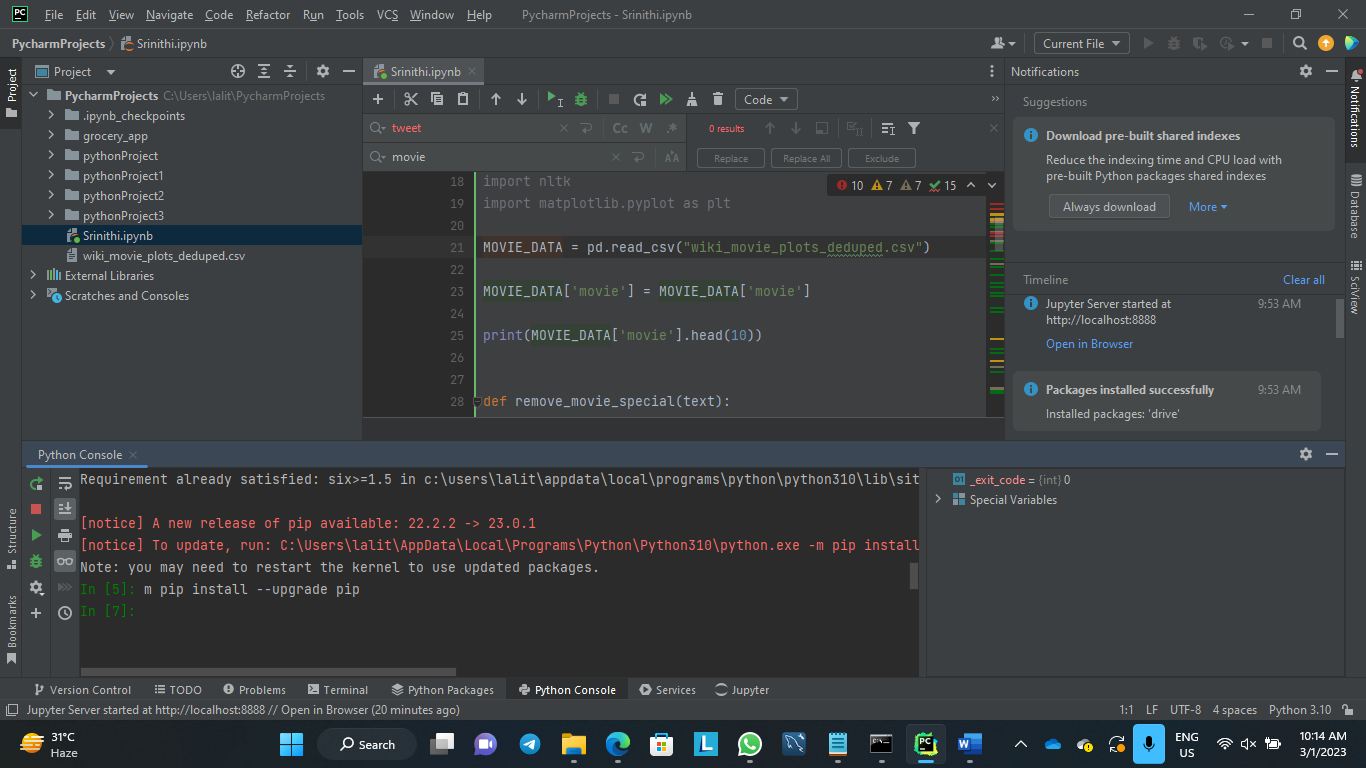 PC File Edit View Navigate Code Refactor Run Tools VCS Window Help PycharmProjects - Srinithi.ipynb
PycharmProjects Srinithi.ipynb Current File
Project
Project
PycharmProjects C:\Users\lalit\PycharmProjects
.ipynb_checkpoints
grocery_app
pythonProject
pythonProject1
pythonProject2
pythonProject3
Srinithi.ipynb
wiki_movie_plots_deduped.csv
External Libraries
Scratches and Consoles
Srinithi.ipynb
Code
tweet Cc W .* 0 results
movie Replace Replace All Exclude
10 7 7 15
18 import nltk
19 import matplotlib.pyplot as plt
20
21 MOVIE_DATA = pd.read_csv("wiki_movie_plots_deduped.csv")
22
23 MOVIE_DATA['movie'] = MOVIE_DATA['movie']
24
25 print(MOVIE_DATA['movie'].head(10))
26
27
28 def remove_movie_special(text):
Notifications
Suggestions
Download pre-built shared indexes
Reduce the indexing time and CPU load with
pre-built Python packages shared indexes
Always download More
Timeline Clear all
Jupyter Server started at 9:53 AM
http://localhost:8888
Open in Browser
Packages installed successfully 9:53 AM
Installed packages: 'drive'
Notifications
Database
SciView
Python Console
Requirement already satisfied: six>=1.5 in c:\users\lalit\appdata\local\programs\python\python310\lib\sit
[notice] A new release of pip available: 22.2.2 -> 23.0.1
[notice] To update, run: C:\Users\lalit\AppData\Local\Programs\Python\Python310\python.exe -m pip install
Note: you may need to restart the kernel to use updated packages.
In [5]: m pip install --upgrade pip
In [7]:
01 _exit_code = {int} 0
Special Variables
Structure
Bookmarks
Version Control TODO Problems Terminal Python Packages Python Console Services Jupyter
Jupyter Server started at http://localhost:8888 // Open in Browser (20 minutes ago) 1:1 LF UTF-8 4 spaces Python 3.10
31°C
Haze
Search
L
PC
W
ENG
US
10:14 AM
3/1/2023